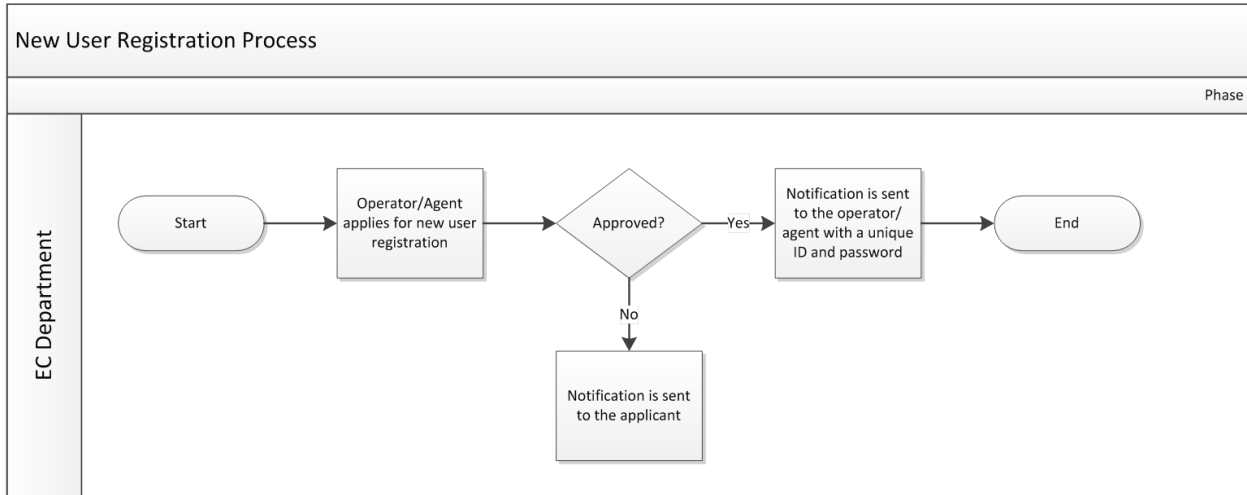 New User Registration Process
Phase
EC Department
Start
Operator/Agent
applies for new user
registration
Approved?
Yes
Notification is sent
to the operator/
agent with a unique
ID and password
End
No
Notification is sent
to the applicant